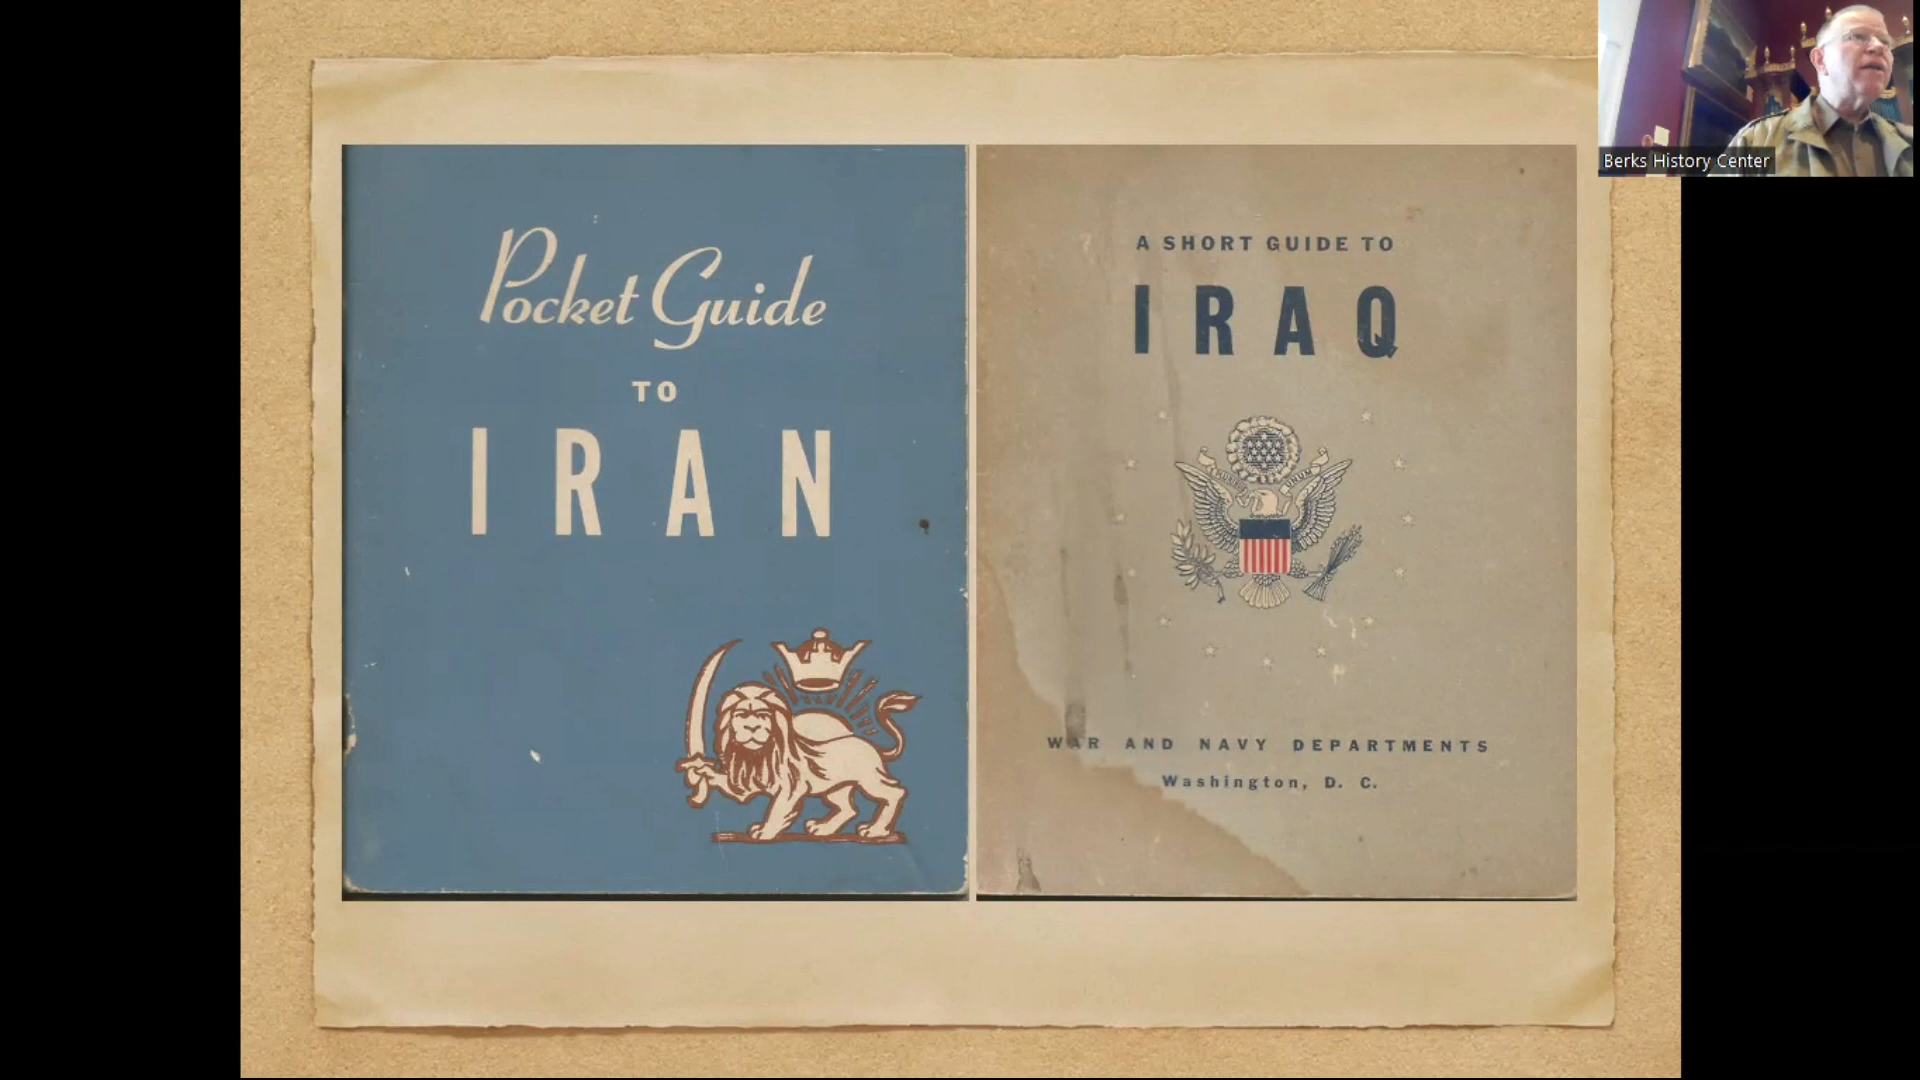 Pocket Guide
TO
IRAN
A SHORT GUIDE TO
IRAQ
WAR AND NAVY DEPARTMENTS
Washington, D. C.
Berks History Center